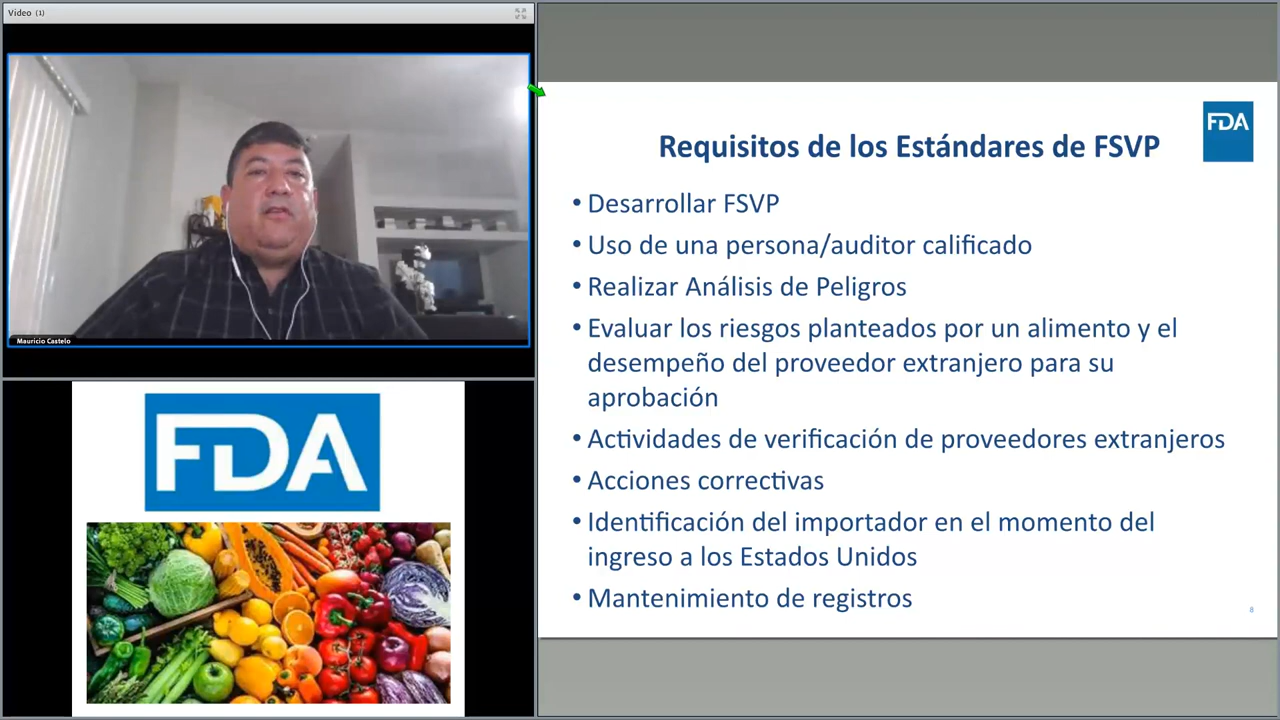 Video (1)
Mauricio Castelo
FDA
FDA
Requisitos de los Estándares de FSVP
• Desarrollar FSVP
• Uso de una persona/auditor calificado
• Realizar Análisis de Peligros
• Evaluar los riesgos planteados por un alimento y el
desempeño del proveedor extranjero para su
aprobación
• Actividades de verificación de proveedores extranjeros
• Acciones correctivas
• Identificación del importador en el momento del
ingreso a los Estados Unidos
• Mantenimiento de registros
8